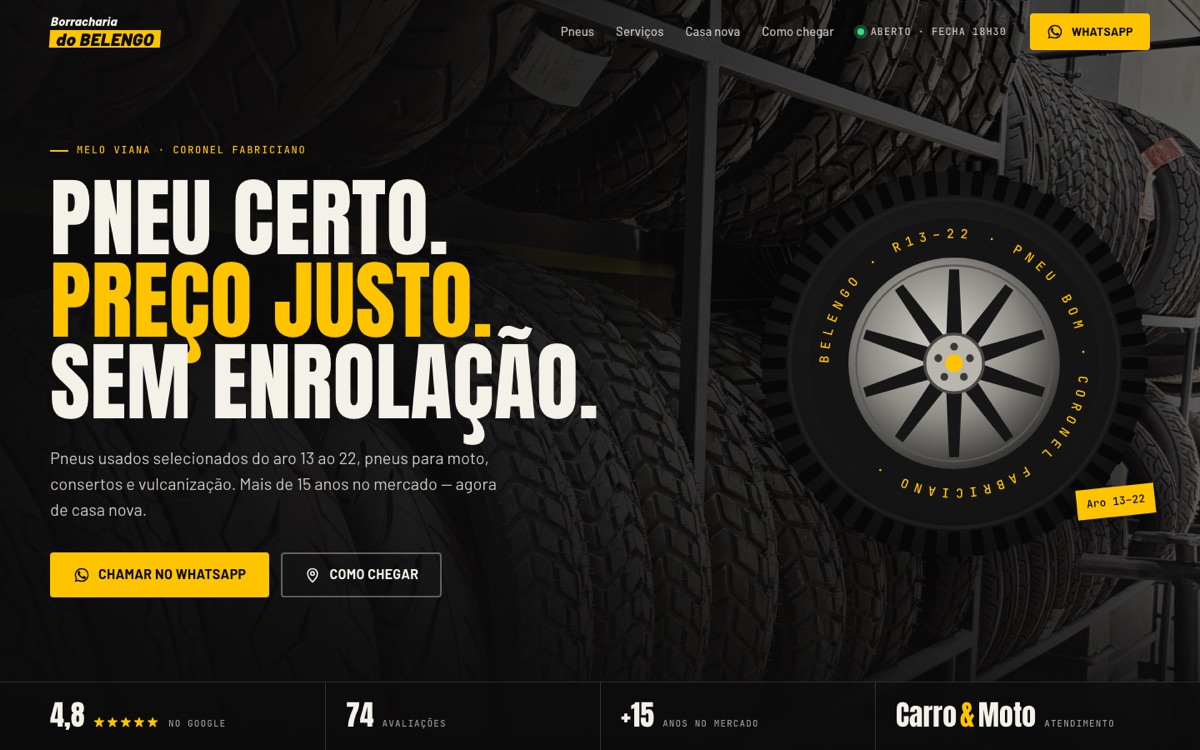 Borracharia
do BELENGO
Pneus
Serviços
Casa nova
Como chegar
ABERTO · FECHA 18H30
WHATSAPP
MELO VIANA · CORONEL FABRICIANO
PNEU CERTO.
PREÇO JUSTO.
SEM ENROLAÇÃO.
Pneus usados selecionados do aro 13 ao 22, pneus para moto,
consertos e vulcanização. Mais de 15 anos no mercado — agora
de casa nova.
CHAMAR NO WHATSAPP
COMO CHEGAR
BELENGO · R13–22 · PNEU BOM · CORONEL FABRICIANO ·
Aro 13–22
4,8 ★★★★★ NO GOOGLE
74 AVALIAÇÕES
+15 ANOS NO MERCADO
Carro & Moto ATENDIMENTO